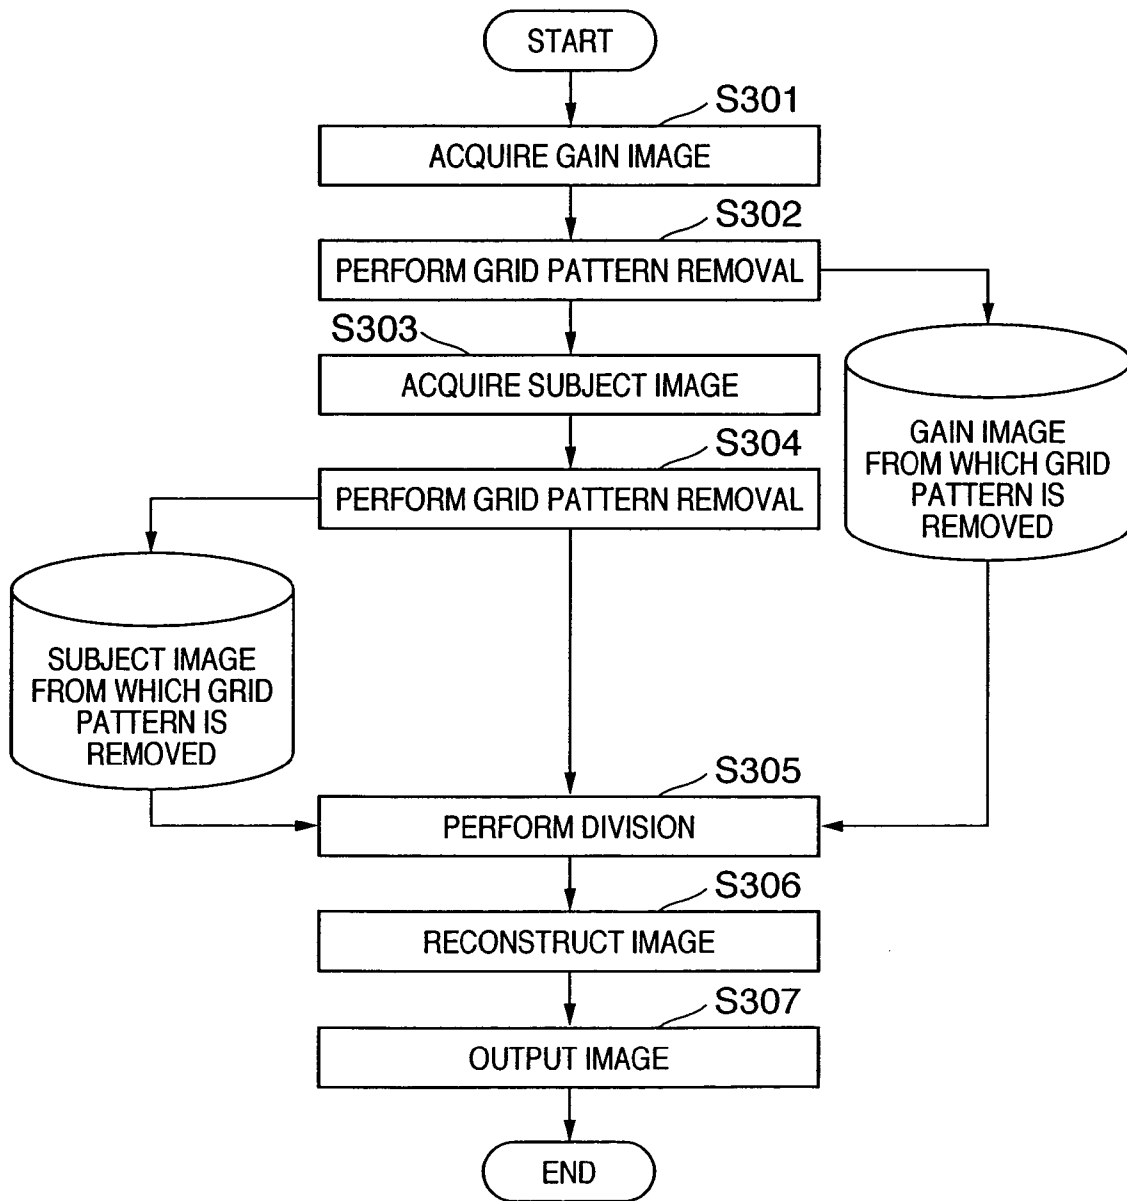 START
S301
ACQUIRE GAIN IMAGE
S302
PERFORM GRID PATTERN REMOVAL
S303
ACQUIRE SUBJECT IMAGE
S304
PERFORM GRID PATTERN REMOVAL
GAIN IMAGE
FROM WHICH GRID
PATTERN IS
REMOVED
SUBJECT IMAGE
FROM WHICH GRID
PATTERN IS
REMOVED
S305
PERFORM DIVISION
S306
RECONSTRUCT IMAGE
S307
OUTPUT IMAGE
END